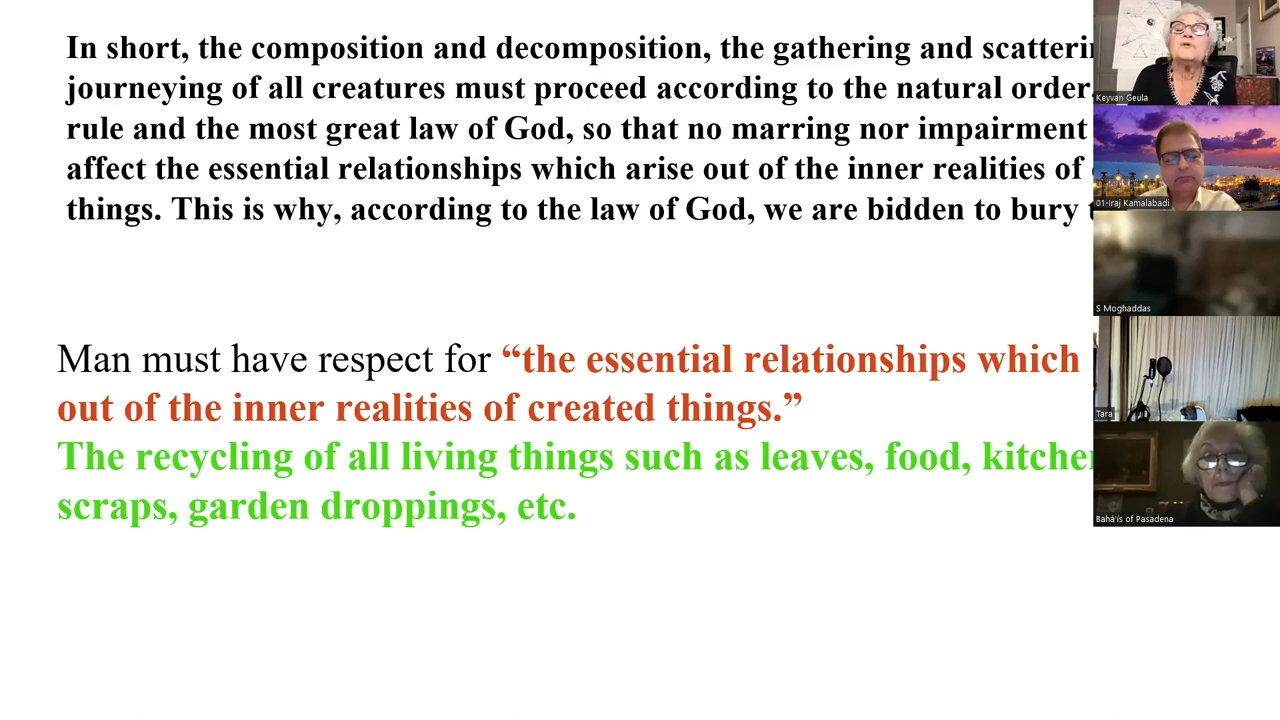 In short, the composition and decomposition, the gathering and
journeying of all creatures must proceed according to the natural order
rule and the most great law of God, so that no marring nor impairment
affect the essential relationships which arise out of the inner realities of
things. This is why, according to the law of God, we are bidden to bury
Man must have respect for “the essential relationships which
out of the inner realities of created things.”
The recycling of all living things such as leaves, food,
scraps, garden droppings, etc.
Keyvan Geula
01-Iraj Kamalabadi
S Moghaddas
Tara
Bahá'ís of Pasadena